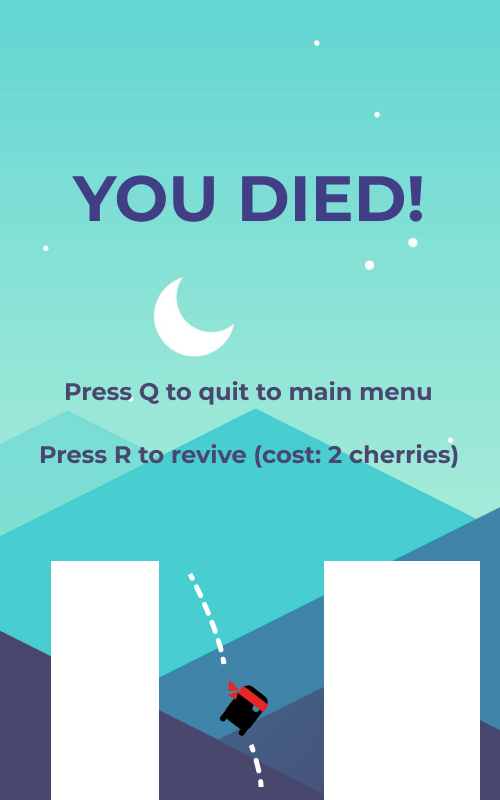 YOU DIED!
Press Q to quit to main menu
Press R to revive (cost: 2 cherries)